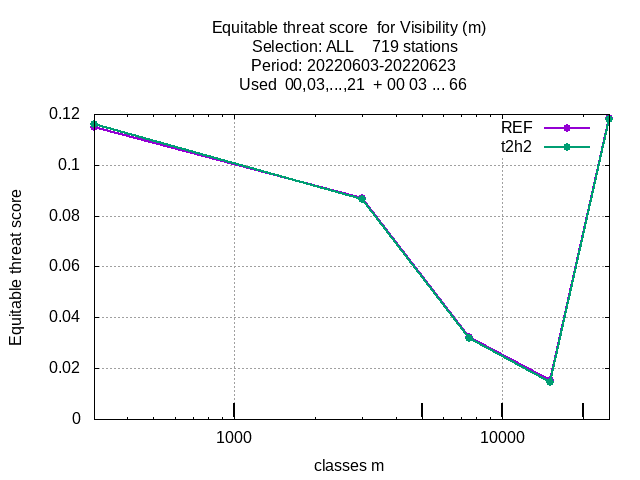 Equitable threat score  for Visibility (m)
Selection: ALL    719 stations
Period: 20220603-20220623
Used  00,03,...,21  + 00 03 ... 66
REF
t2h2
Equitable threat score
0.12
0.1
0.08
0.06
0.04
0.02
0
1000
10000
classes m